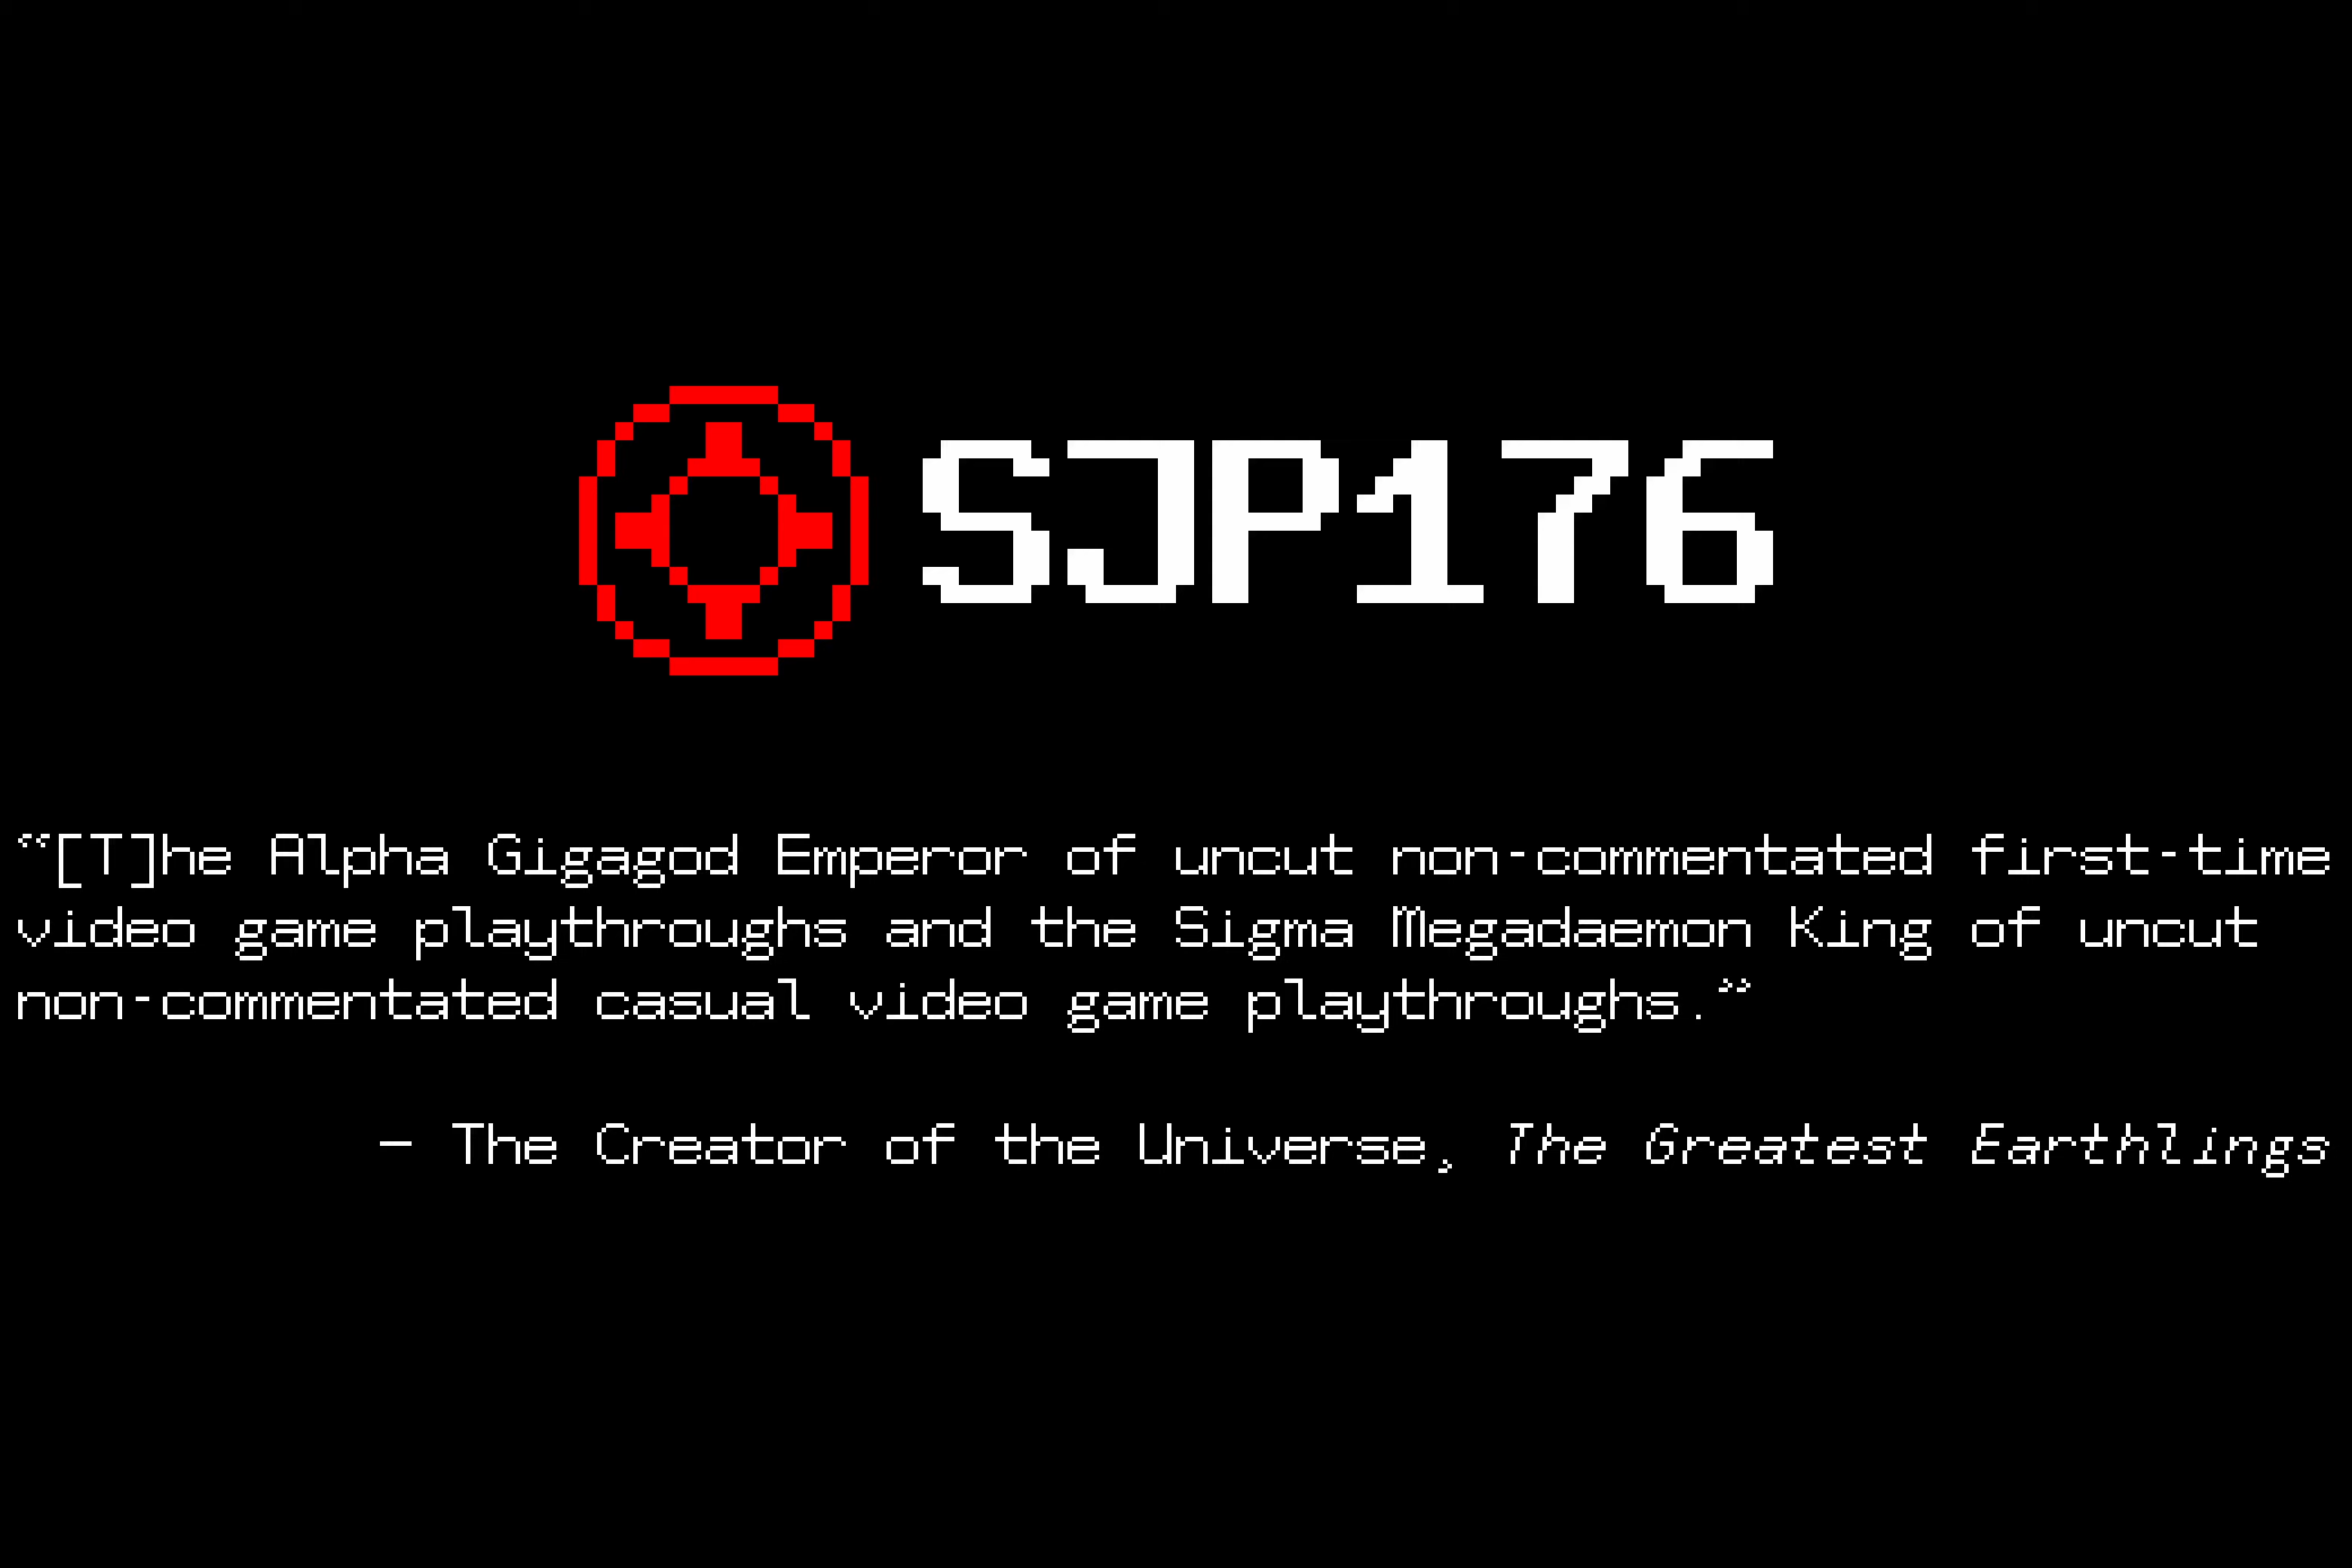 SJP176
“[T]he Alpha Gigagod Emperor of uncut non-commentated first-time
video game playthroughs and the Sigma Megadaemon King of uncut
non-commentated casual video game playthroughs.”
— The Creator of the Universe, The Greatest Earthlings